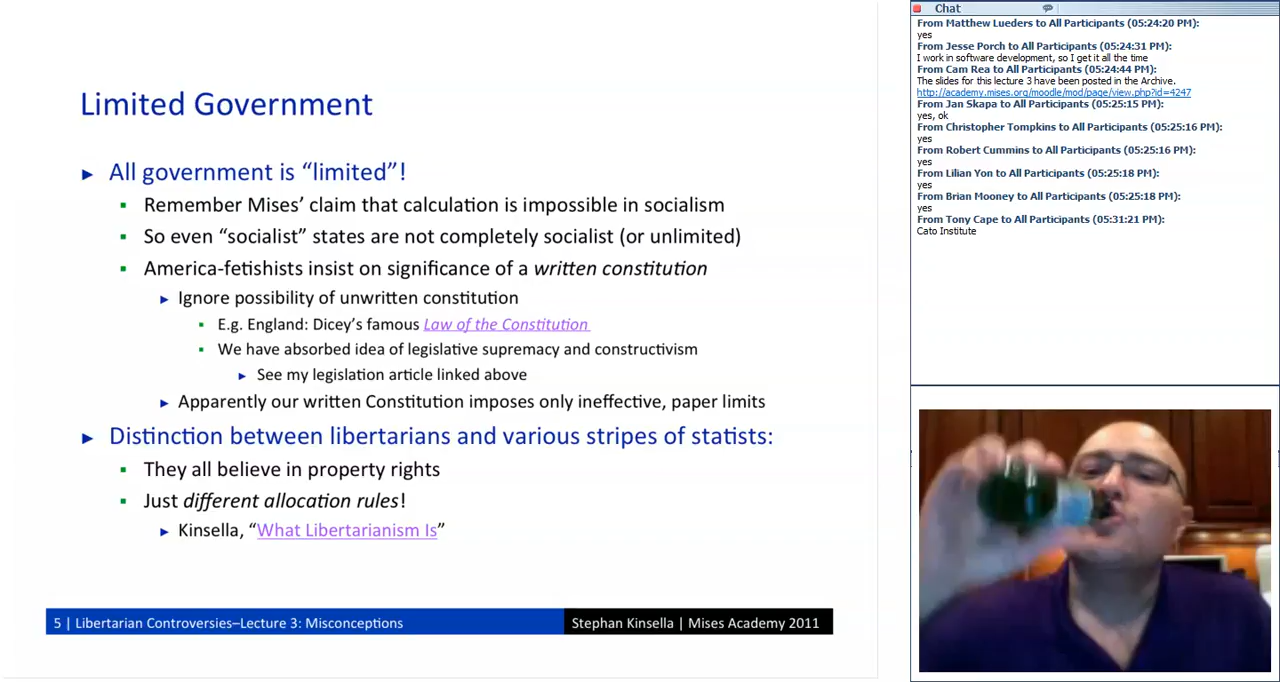 Limited Government
► All government is “limited”!
▪ Remember Mises’ claim that calculation is impossible in socialism
▪ So even “socialist” states are not completely socialist (or unlimited)
▪ America-fetishists insist on significance of a written constitution
► Ignore possibility of unwritten constitution
▪ E.g. England: Dicey’s famous Law of the Constitution
▪ We have absorbed idea of legislative supremacy and constructivism
► See my legislation article linked above
► Apparently our written Constitution imposes only ineffective, paper limits
► Distinction between libertarians and various stripes of statists:
▪ They all believe in property rights
▪ Just different allocation rules!
► Kinsella, “What Libertarianism Is”
5 | Libertarian Controversies–Lecture 3: Misconceptions
Stephan Kinsella | Mises Academy 2011
Chat
From Matthew Lueders to All Participants (05:24:20 PM):
yes
From Jesse Porch to All Participants (05:24:31 PM):
I work in software development, so I get it all the time
From Cam Rea to All Participants (05:24:44 PM):
The slides for this lecture 3 have been posted in the Archive.
http://academy.mises.org/moodle/mod/page/view.php?id=4247
From Jan Skapa to All Participants (05:25:15 PM):
yes, ok
From Christopher Tompkins to All Participants (05:25:16 PM):
yes
From Robert Cummins to All Participants (05:25:16 PM):
yes
From Lilian Yon to All Participants (05:25:18 PM):
yes
From Brian Mooney to All Participants (05:25:18 PM):
yes
From Tony Cape to All Participants (05:31:21 PM):
Cato Institute